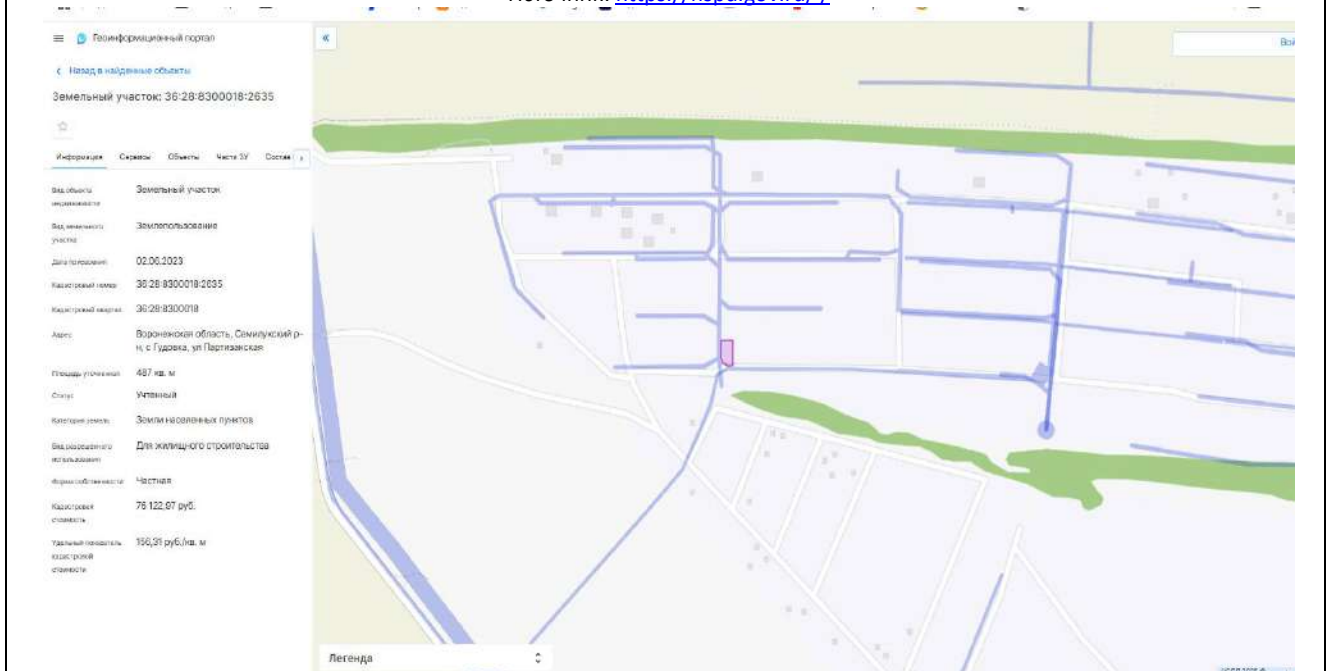 Геоинформационный портал
Войт
Назад в найденные объекты
Земельный участок: 36:28:8300018:2635
Информация Сервисы Объекты Части ЗУ Состав
Вид объекта недвижимости Земельный участок
Вид земельного участка Землепользование
Дата присвоения 02.06.2023
Кадастровый номер 36:28:8300018:2635
Кадастровый квартал 36:28:8300018
Адрес Воронежская область, Семилукский р-
н, с Гудовка, ул Партизанская
Площадь уточненная 487 кв. м
Статус Учтенный
Категория земель Земли населенных пунктов
Вид разрешенного использования Для жилищного строительства
Форма собственности Частная
Кадастровая стоимость 76 122,97 руб.
Удельный показатель кадастровой стоимости 156,31 руб./кв. м
Легенда